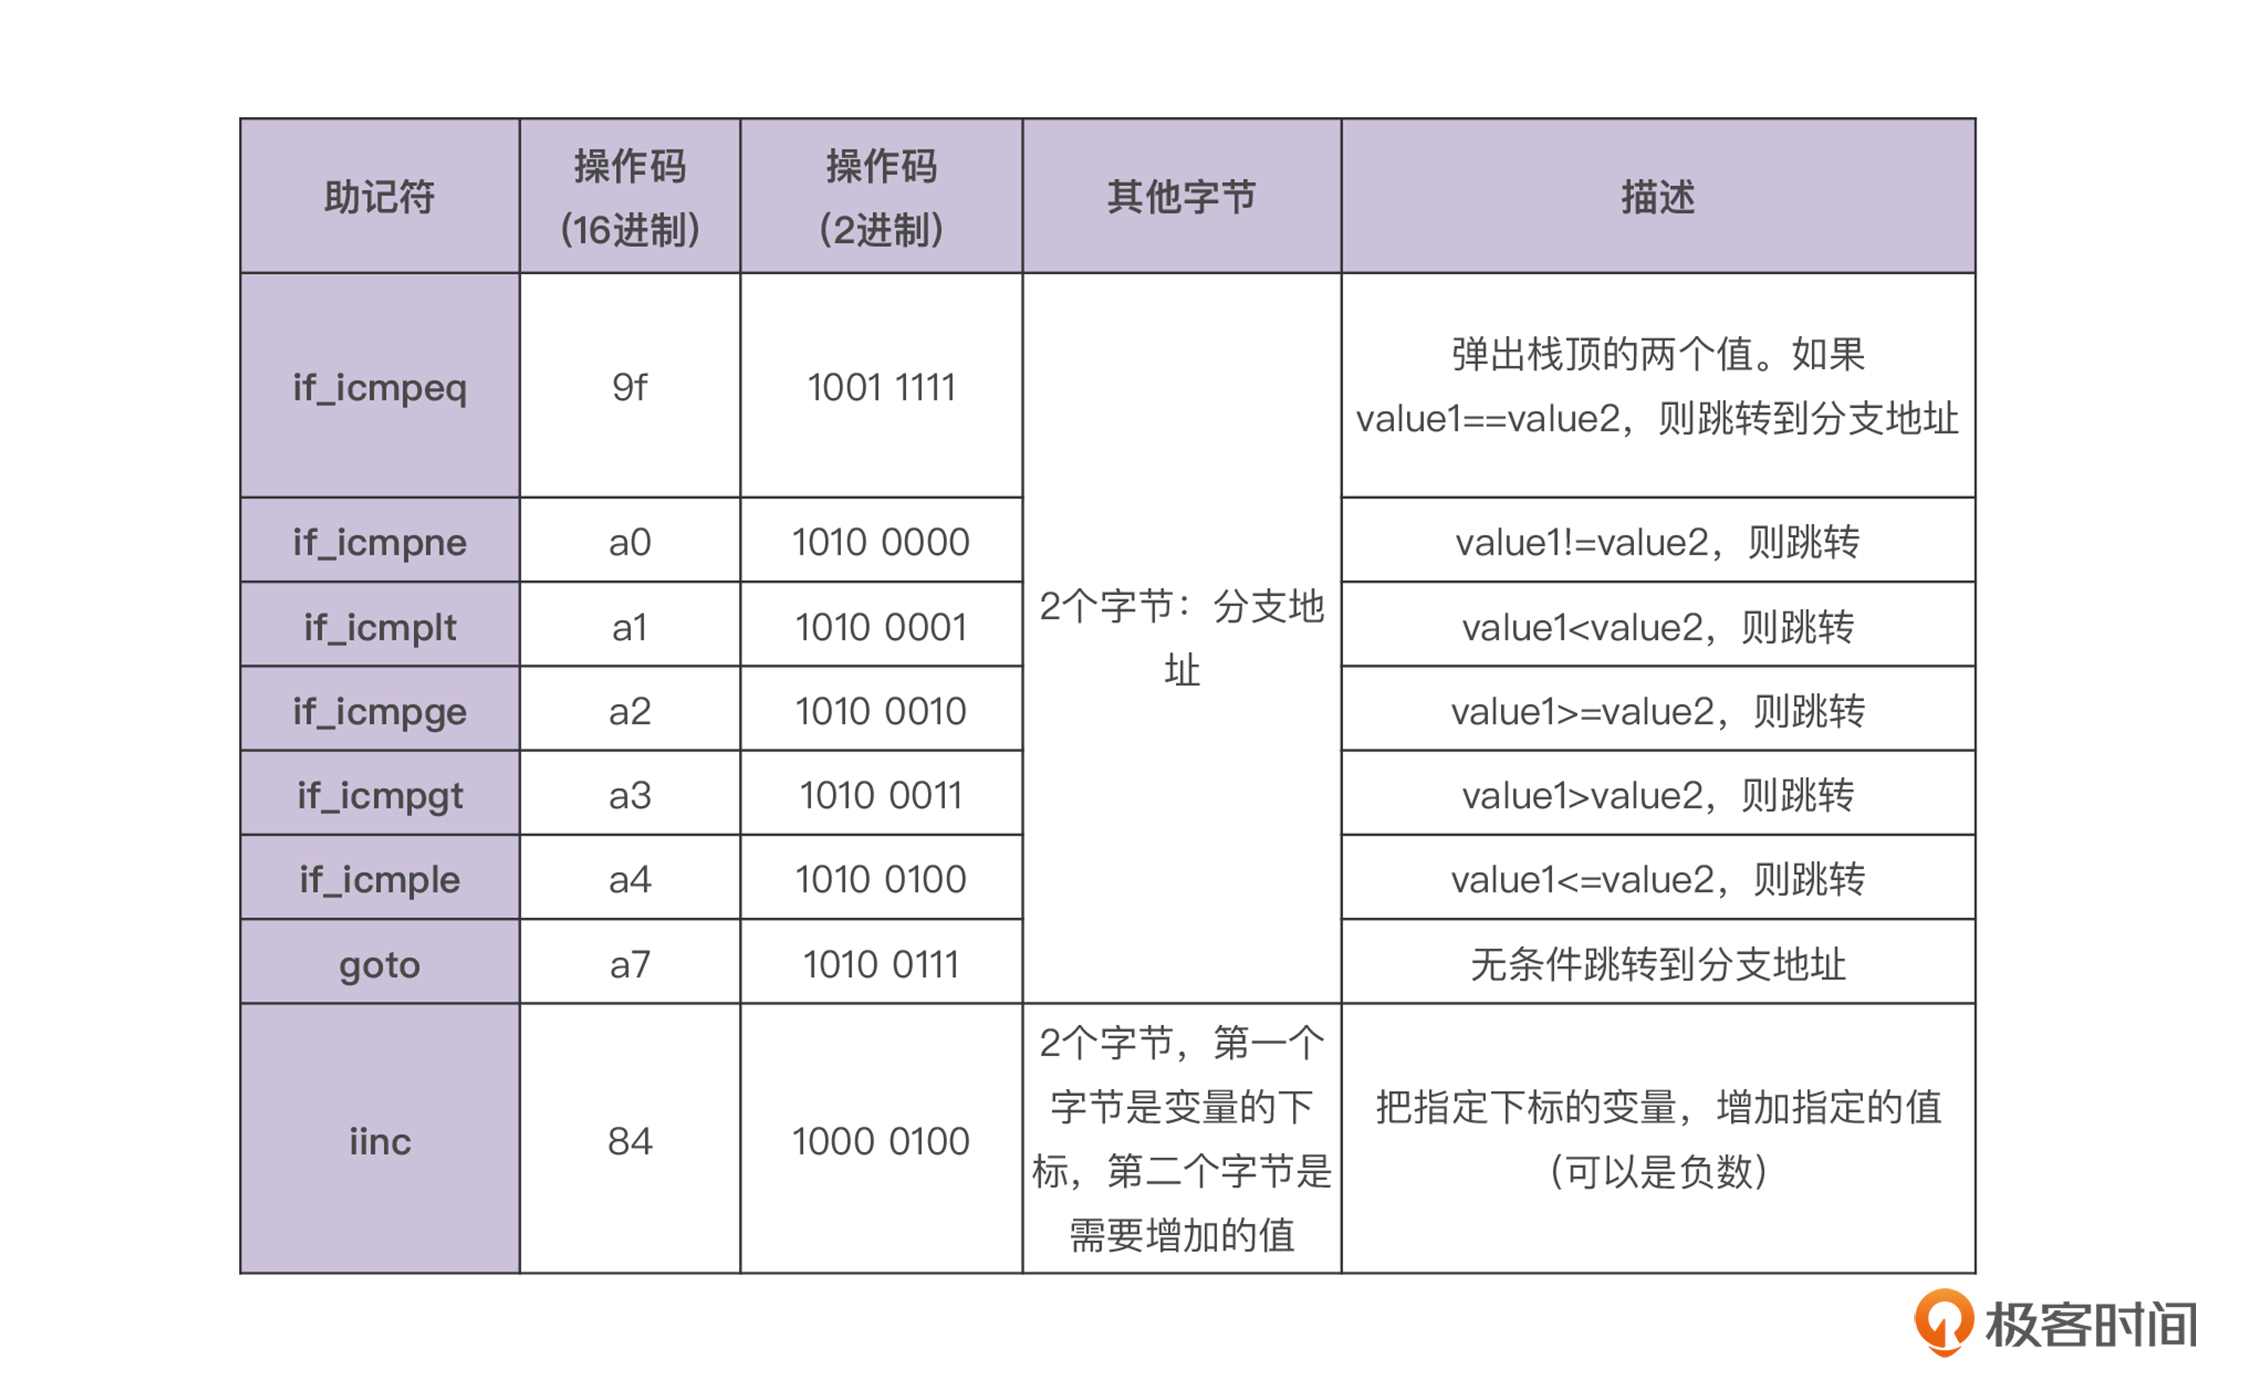 助记符
操作码
(16进制)
操作码
(2进制)
其他字节
描述
if_icmpeq
9f
1001 1111
2个字节：分支地
址
弹出栈顶的两个值。如果
value1==value2，则跳转到分支地址
if_icmpne
a0
1010 0000
value1!=value2，则跳转
if_icmplt
a1
1010 0001
value1<value2，则跳转
if_icmpge
a2
1010 0010
value1>=value2，则跳转
if_icmpgt
a3
1010 0011
value1>value2，则跳转
if_icmple
a4
1010 0100
value1<=value2，则跳转
goto
a7
1010 0111
无条件跳转到分支地址
iinc
84
1000 0100
2个字节，第一个
字节是变量的下
标，第二个字节是
需要增加的值
把指定下标的变量，增加指定的值
（可以是负数）
极客时间